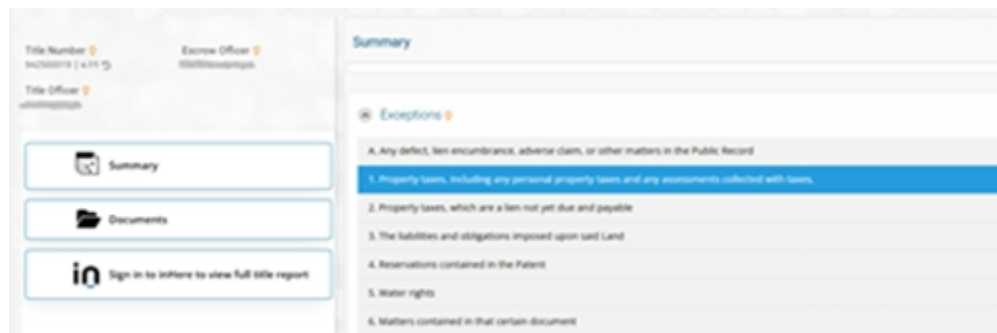 Title Number
Escrow Officer
Title Officer
Summary
Documents
in Sign in to inHere to view full title report
Summary
Exceptions
A. Any defect, lien encumbrance, adverse claim, or other matters in the Public Record
1. Property taxes, including any personal property taxes and any assessments collected with taxes,
2. Property taxes, which are a lien not yet due and payable
3. The liabilities and obligations imposed upon said Land
4. Reservations contained in the Patent
5. Water rights
6. Matters contained in that certain document